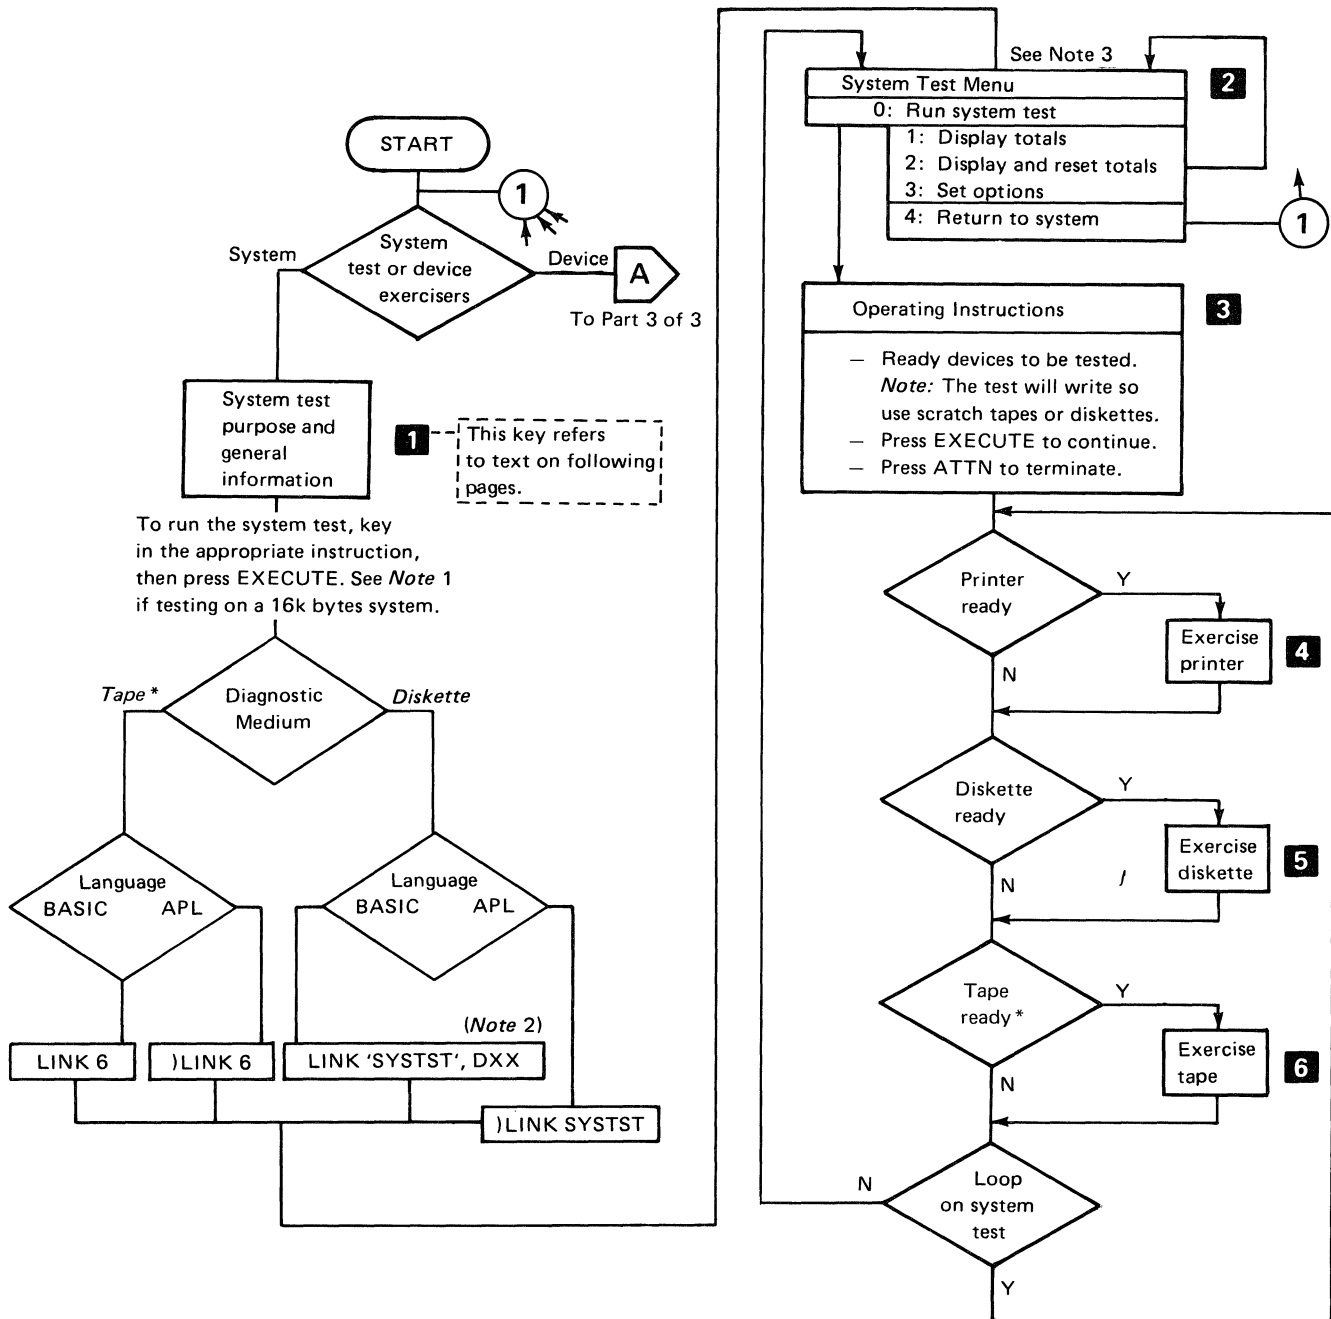 START
1
System
System
test or device
exercisers
Device
A
To Part 3 of 3
System test
purpose and
general
information
1
This key refers
to text on following
pages.
To run the system test, key
in the appropriate instruction,
then press EXECUTE. See Note 1
if testing on a 16k bytes system.
Tape *
Diagnostic
Medium
Diskette
Language
BASIC APL
Language
BASIC APL
(Note 2)
LINK 6
)LINK 6
LINK ‘SYSTST‘, DXX
)LINK SYSTST
See Note 3
System Test Menu
0: Run system test
1: Display totals
2: Display and reset totals
3: Set options
4: Return to system
2
1
Operating Instructions
— Ready devices to be tested.
Note: The test will write so
use scratch tapes or diskettes.
— Press EXECUTE to continue.
— Press ATTN to terminate.
3
Printer
ready
Y
N
Exercise
printer
4
Diskette
ready
Y
N
Exercise
diskette
5
Tape
ready *
Y
N
Exercise
tape
6
Loop
on system
test
N
Y